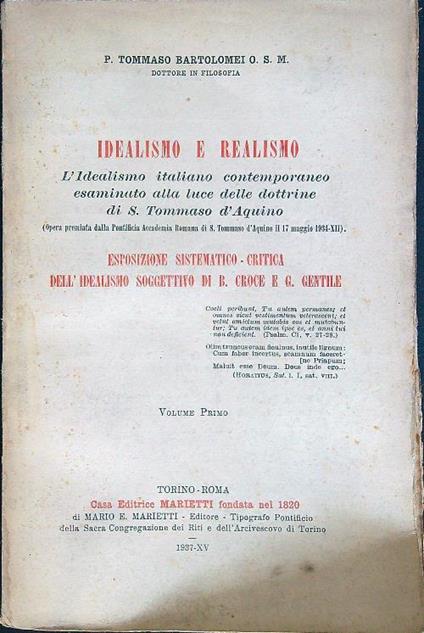 P. TOMMASO BARTOLOMEI O. S. M.
DOTTORE IN FILOSOFIA
IDEALISMO E REALISMO
L'Idealismo italiano contemporaneo
esaminato alla luce delle dottrine
di S. Tommaso d'Aquino
(Opera premiata dalla Pontificia Accademia Romana di S. Tommaso d'Aquino il 17 maggio 1934-XII).
ESPOSIZIONE SISTEMATICO - CRITICA
DELL'IDEALISMO SOGGETTIVO DI B. CROCE E G. GENTILE
Coeli peribunt, Tu autem permanes; et
omnes sicut vestimentum veterascent; et
velut amictum mutabis eos et mutabun-
tur; Tu autem idem ipse es, et anni tui
non deficient. (Psalm. CI, v. 27-28.)
Olim truncus eram ficulnus, inutile lignum:
Cum faber incertus, scamnum faceret-
[ne Priapum;
Maluit esse Deum. Deus inde ego...
(HORATIUS, Sat. l. I, sat. VIII.)
VOLUME PRIMO
TORINO - ROMA
Casa Editrice MARIETTI fondata nel 1820
di MARIO E. MARIETTI - Editore - Tipografo Pontificio
della Sacra Congregazione dei Riti e dell'Arcivescovo di Torino
1937-XV